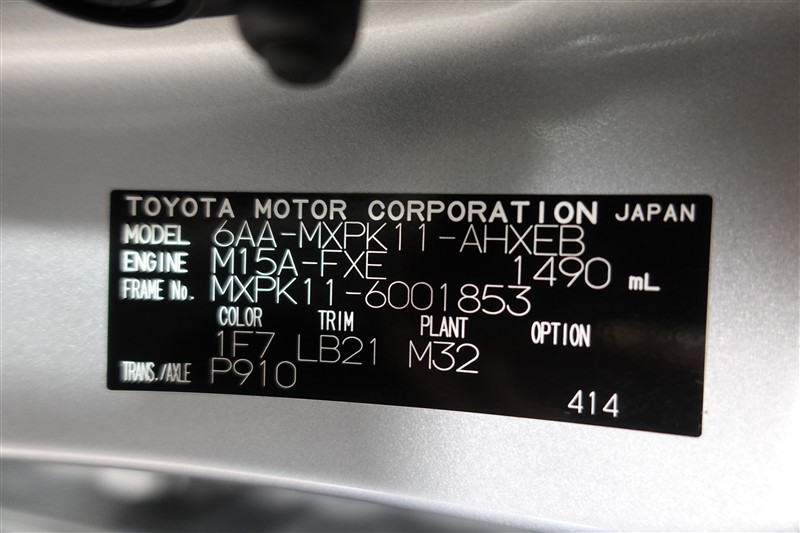 TOYOTA MOTOR CORPORATION JAPAN
MODEL 6AA-MXPK11-AHXEB
ENGINE M15A-FXE 1490 mL
FRAME No. MXPK11-6001853
COLOR TRIM PLANT OPTION
1F7 LB21 M32
TRANS./AXLE P910
414